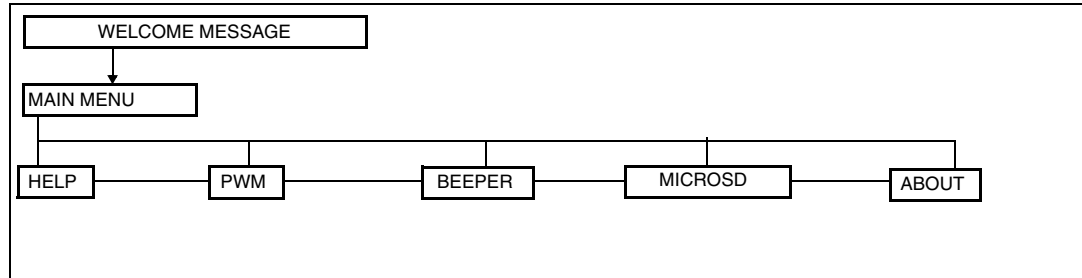 WELCOME MESSAGE
MAIN MENU
HELP PWM BEEPER MICROSD ABOUT